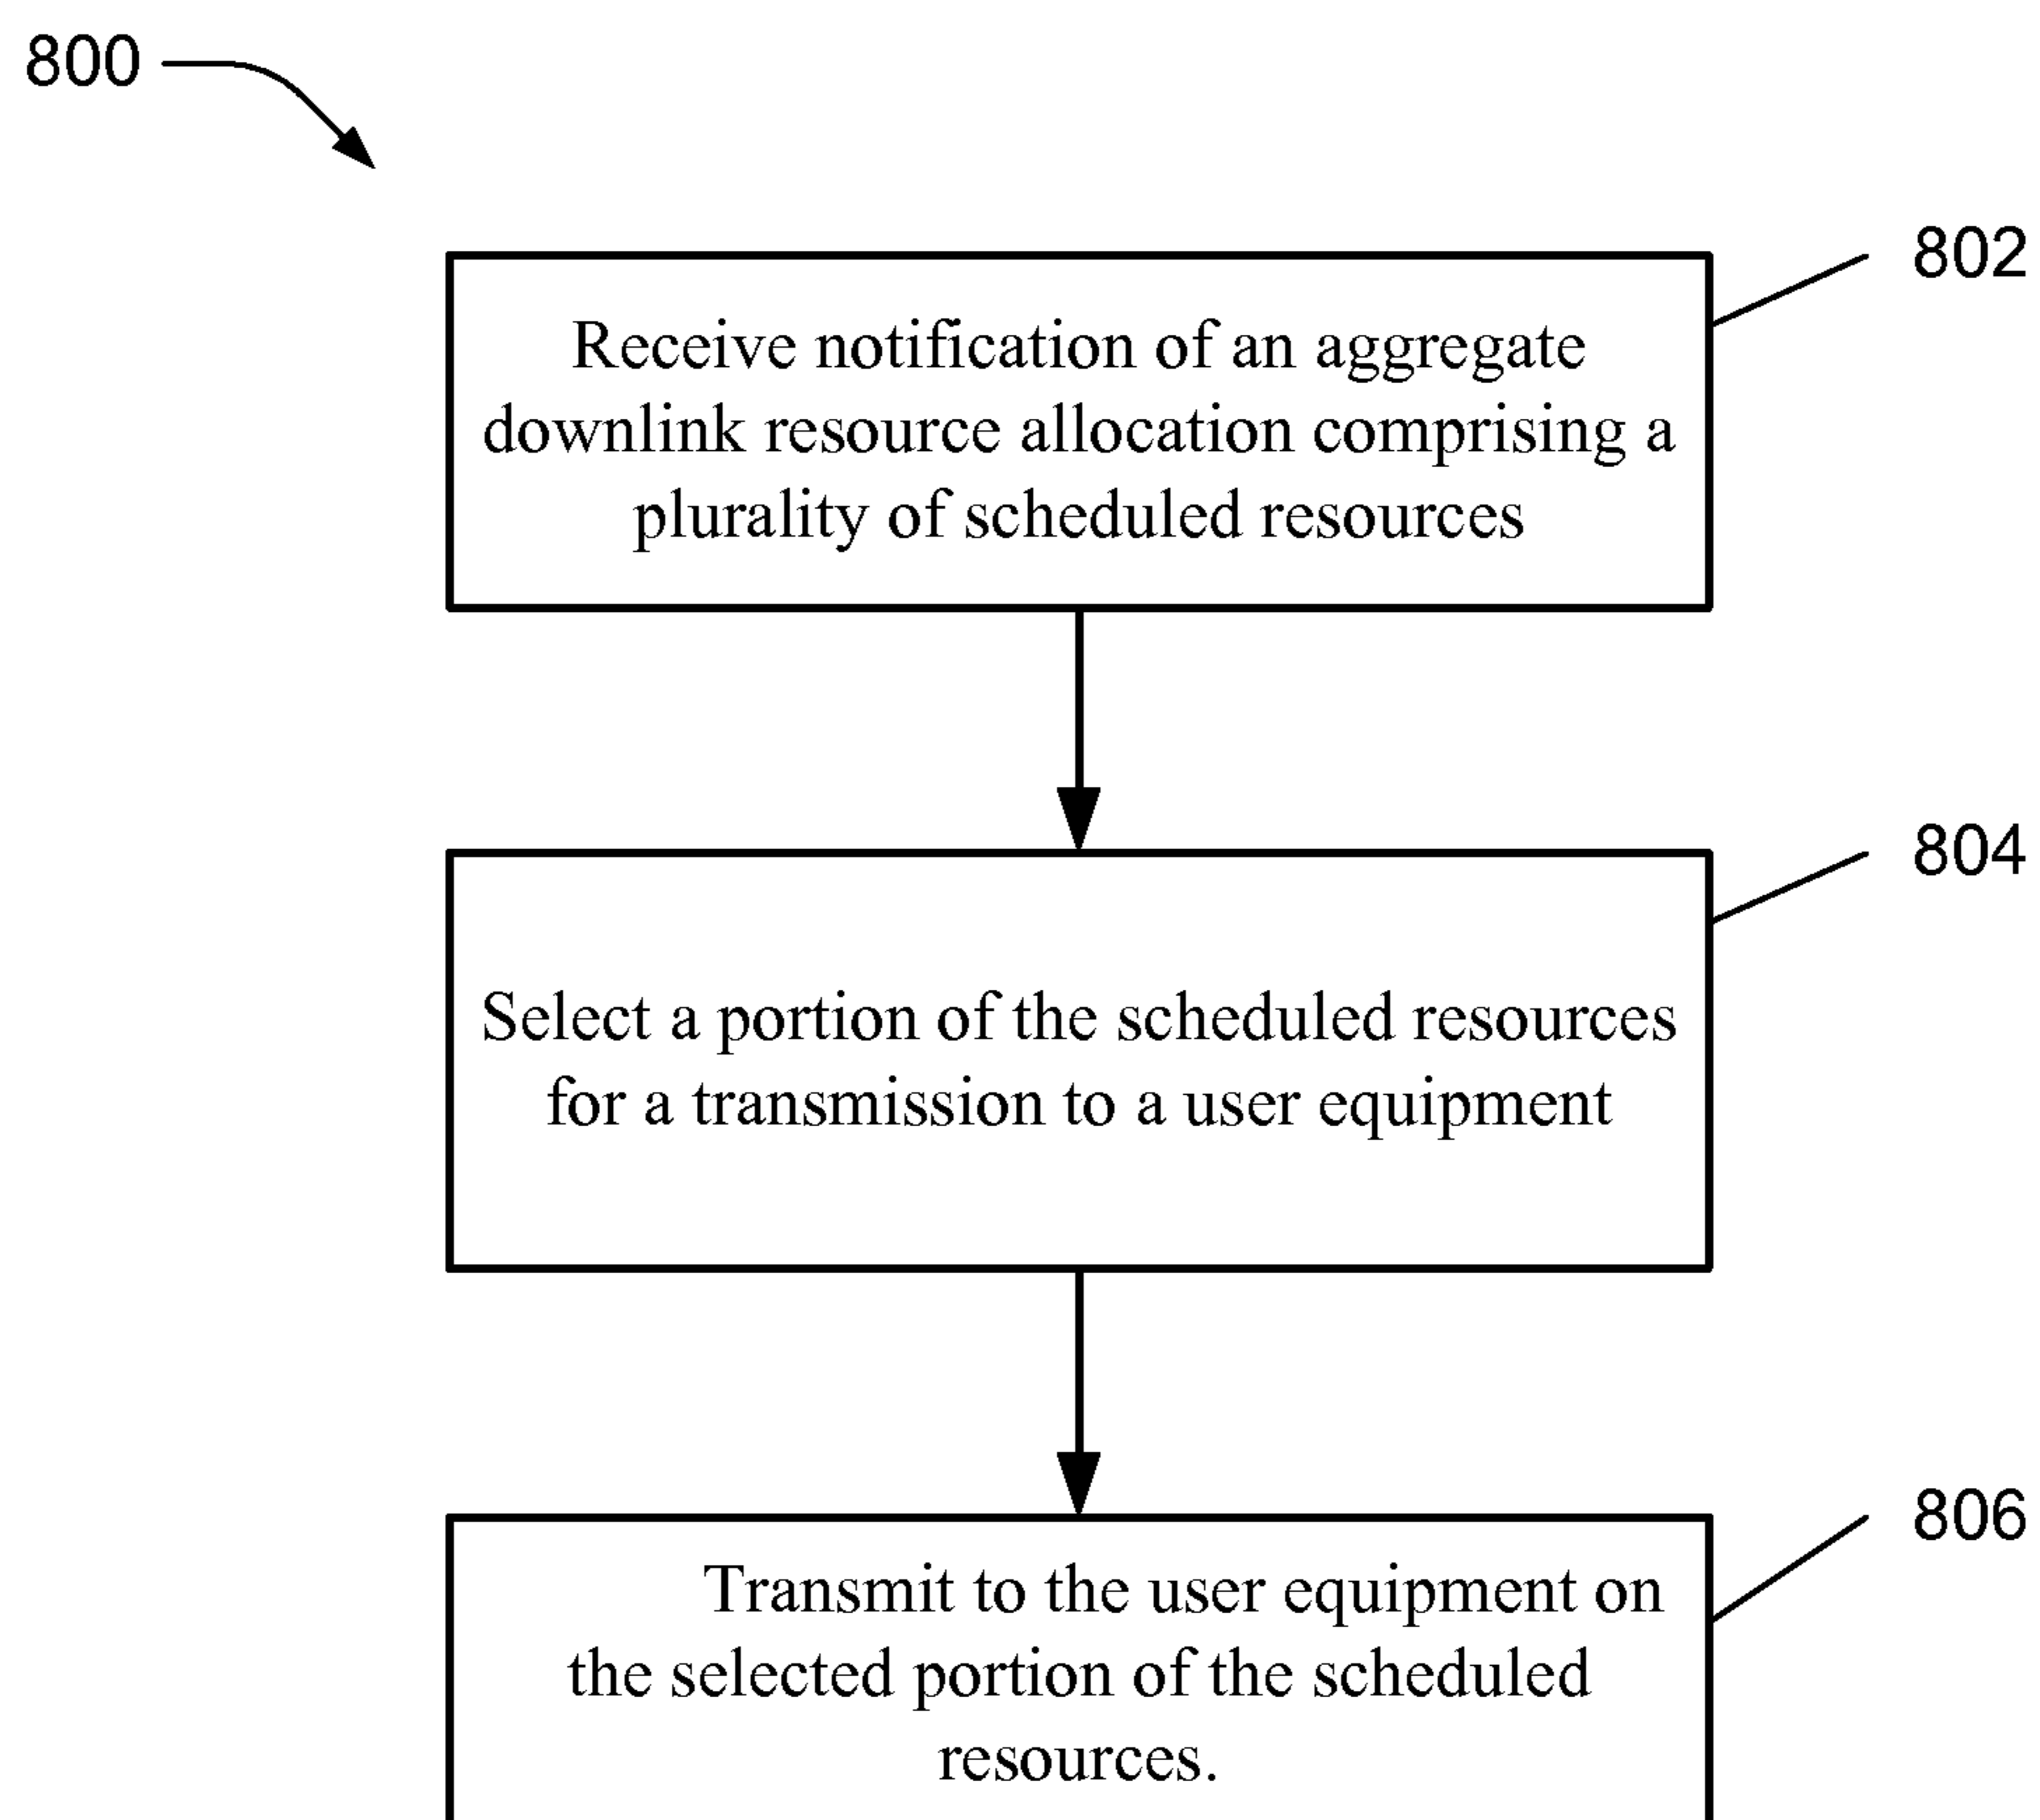 800
802
Receive notification of an aggregate
downlink resource allocation comprising a
plurality of scheduled resources
804
Select a portion of the scheduled resources
for a transmission to a user equipment
806
Transmit to the user equipment on
the selected portion of the scheduled
resources.